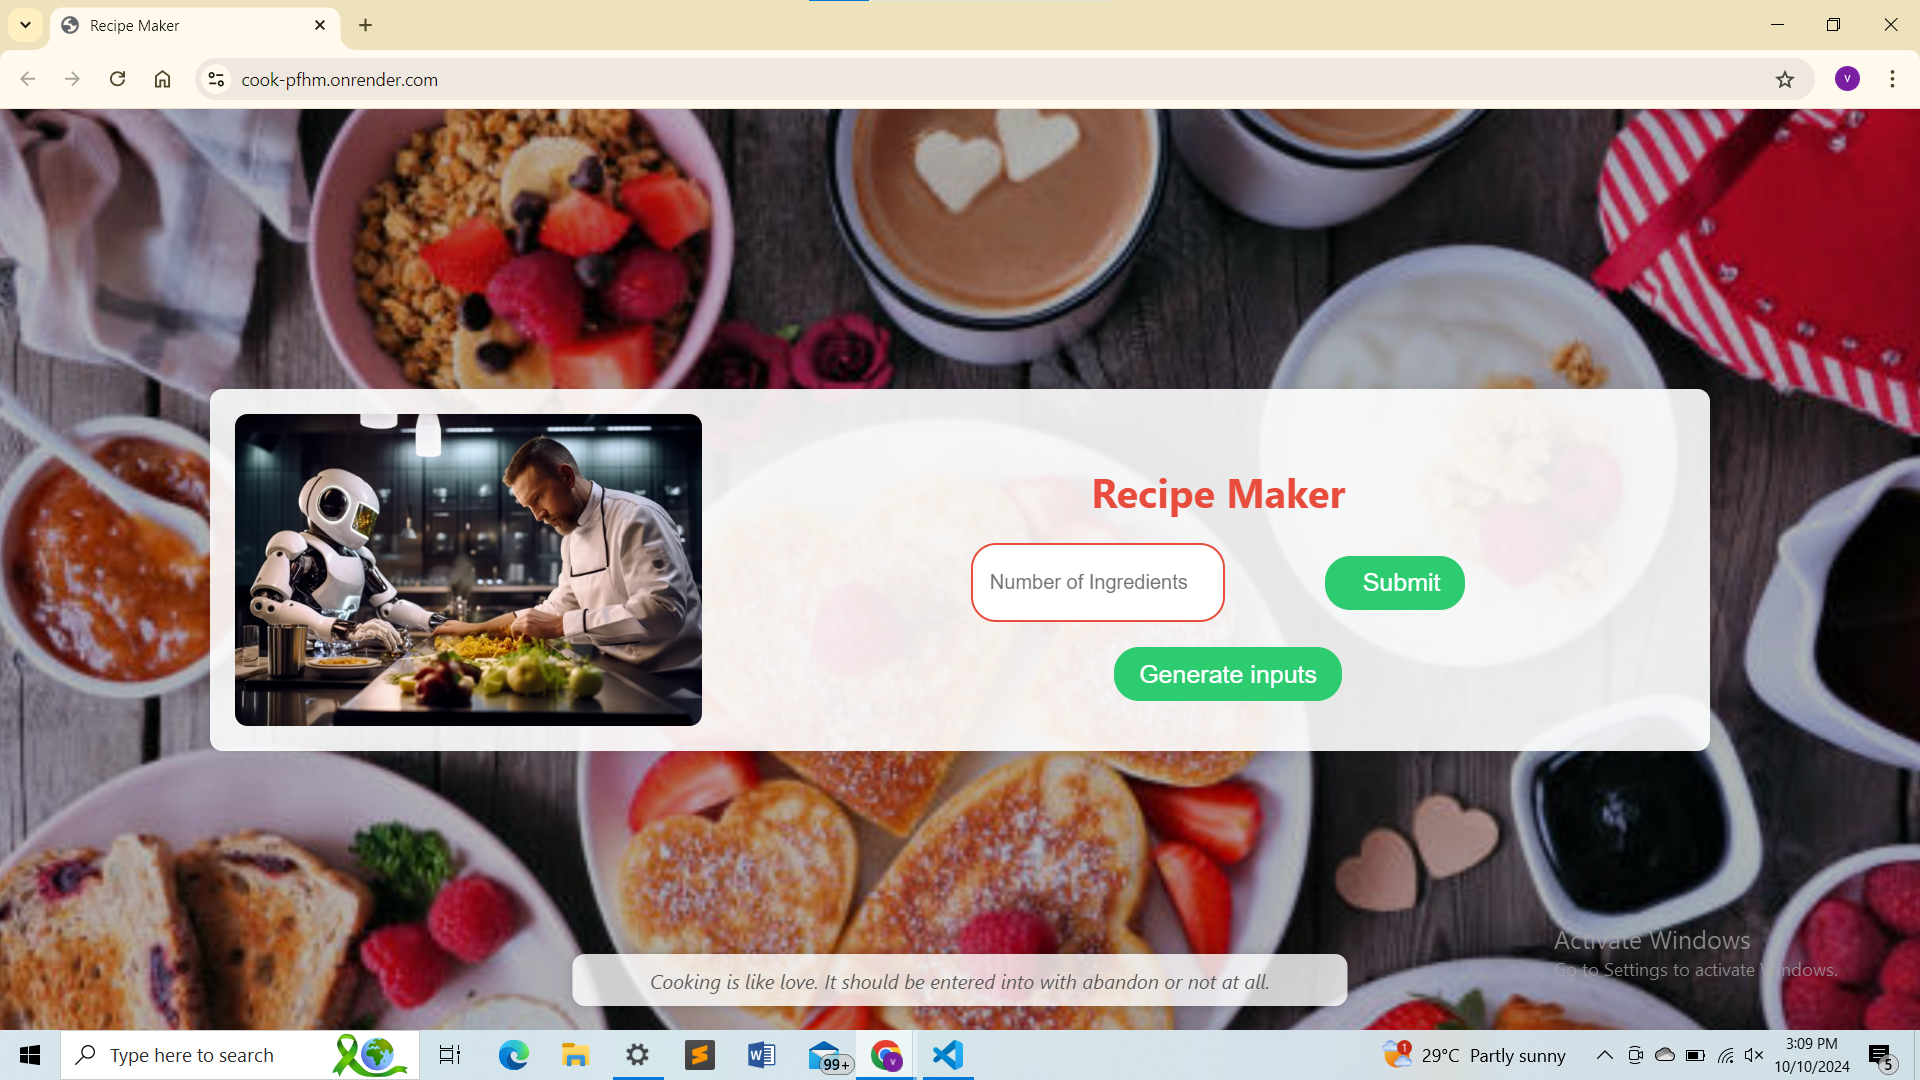 Recipe Maker
cook-pfhm.onrender.com
V
Recipe Maker
Number of Ingredients
Submit
Generate inputs
Activate Windows
Go to Settings to activate Windows.
Cooking is like love. It should be entered into with abandon or not at all.
Type here to search
99+
V
1
29°C Partly sunny
3:09 PM
10/10/2024
5